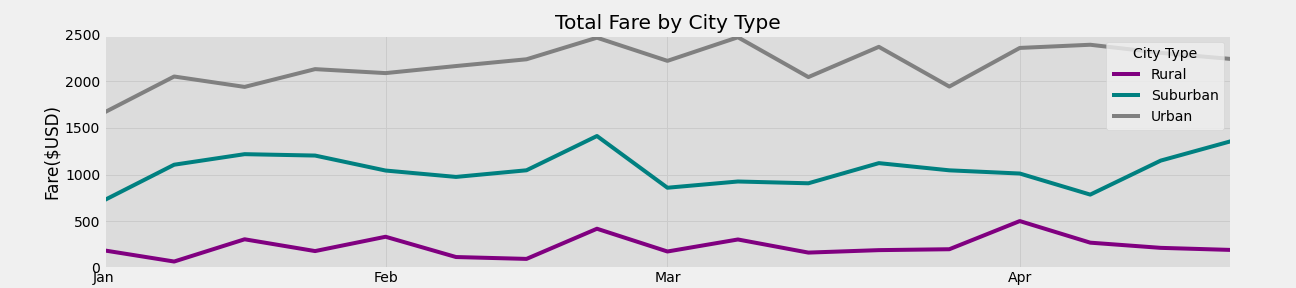 Total Fare by City Type
Fare($USD)
2500
2000
1500
1000
500
0
Jan
Feb
Mar
Apr
City Type
Rural
Suburban
Urban